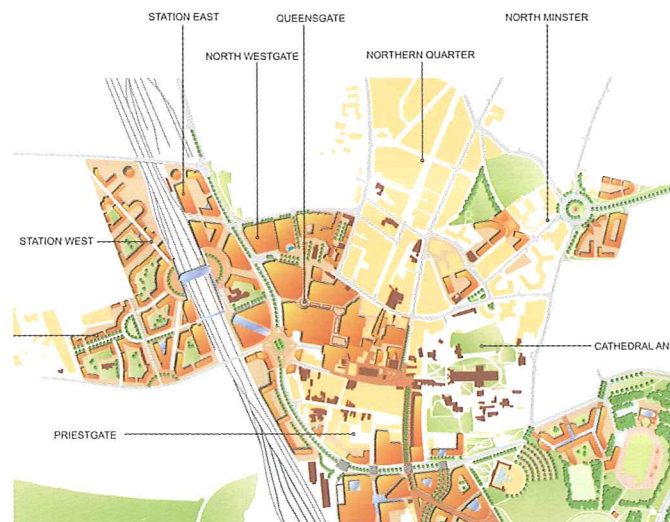 STATION EAST
QUEENSGATE
NORTH MINSTER
NORTH WESTGATE
NORTHERN QUARTER
STATION WEST
CATHEDRAL AN
PRIESTGATE